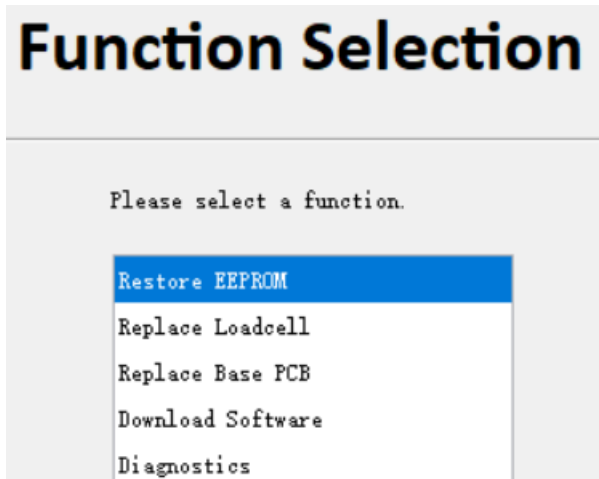 Function Selection
Please select a function.
Restore EEPROM
Replace Loadcell
Replace Base PCB
Download Software
Diagnostics